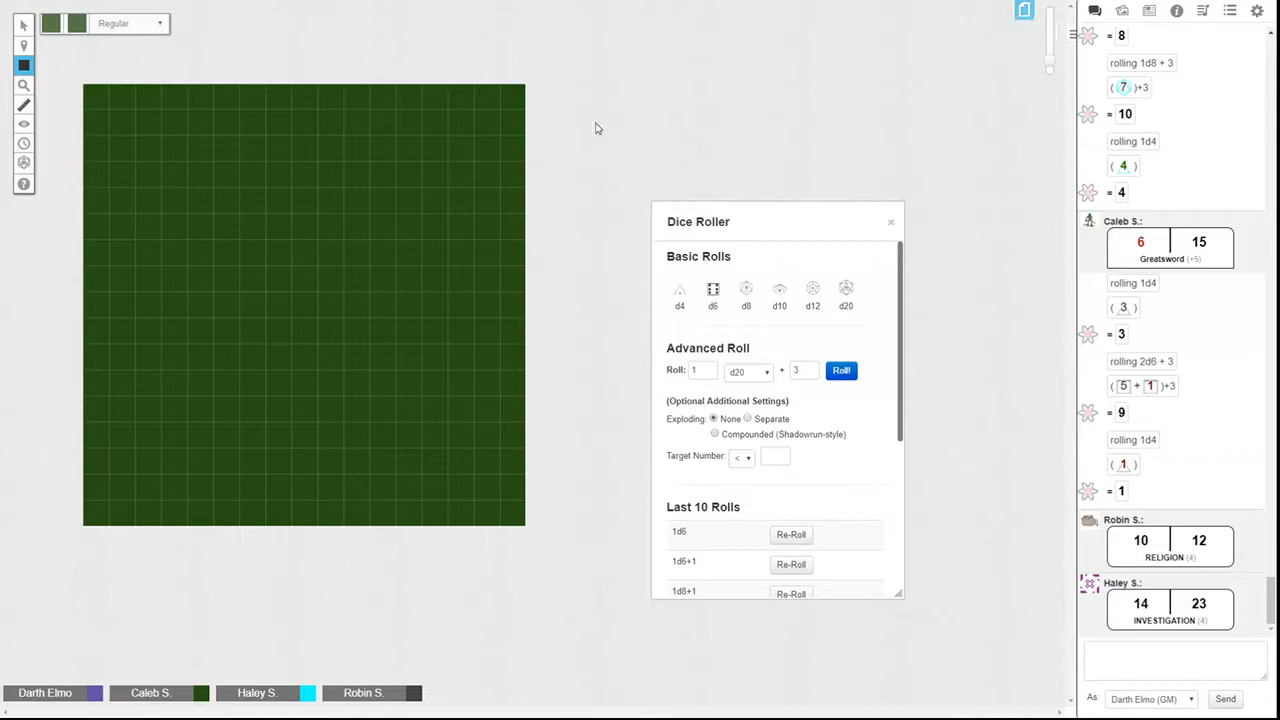 Regular
Dice Roller
Basic Rolls
d4 d6 d8 d10 d12 d20
Advanced Roll
Roll: 1 d20 + 3 Roll!
(Optional Additional Settings)
Exploding: None Separate
Compounded (Shadowrun-style)
Target Number: <
Last 10 Rolls
1d6 Re-Roll
1d6+1 Re-Roll
1d8+1 Re-Roll
= 8
rolling 1d8 + 3
(7)+3
= 10
rolling 1d4
(4)
= 4
Caleb S.:
6 15
Greatsword (+5)
rolling 1d4
(3)
= 3
rolling 2d6 + 3
(5 + 1)+3
= 9
rolling 1d4
(1)
= 1
Robin S.:
10 12
RELIGION (4)
Haley S.:
14 23
INVESTIGATION (4)
As: Darth Elmo (GM) Send
Darth Elmo Caleb S. Haley S. Robin S.